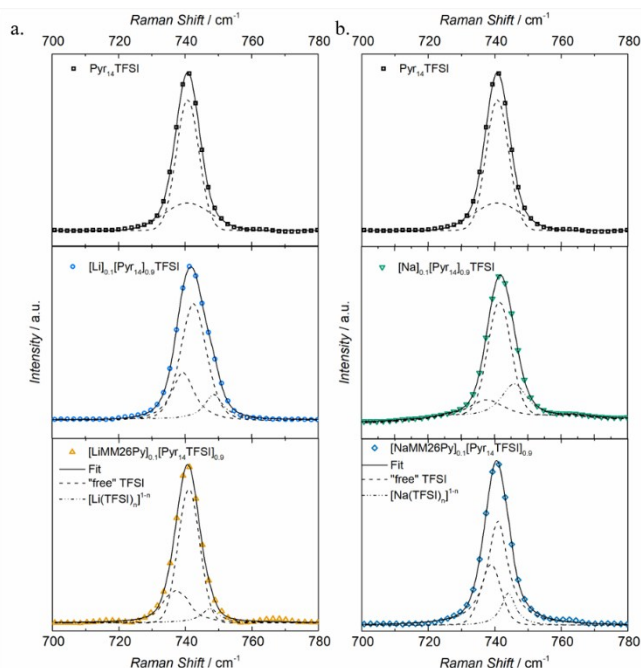 a.
Raman Shift / cm⁻¹
700 720 740 760 780
Pyr₁₄TFSI
[Li]₀.₁[Pyr₁₄]₀.₉TFSI
[LiMM26Py]₀.₁[Pyr₁₄TFSI]₀.₉
Fit
"free" TFSI
[Li(TFSI)ₙ]¹⁻ⁿ
Intensity / a.u.
700 720 740 760 780
Raman Shift / cm⁻¹
b.
Raman Shift / cm⁻¹
700 720 740 760 780
Pyr₁₄TFSI
[Na]₀.₁[Pyr₁₄]₀.₉TFSI
[NaMM26Py]₀.₁[Pyr₁₄TFSI]₀.₉
Fit
"free" TFSI
[Na(TFSI)ₙ]¹⁻ⁿ
Intensity / a.u.
700 720 740 760 780
Raman Shift / cm⁻¹